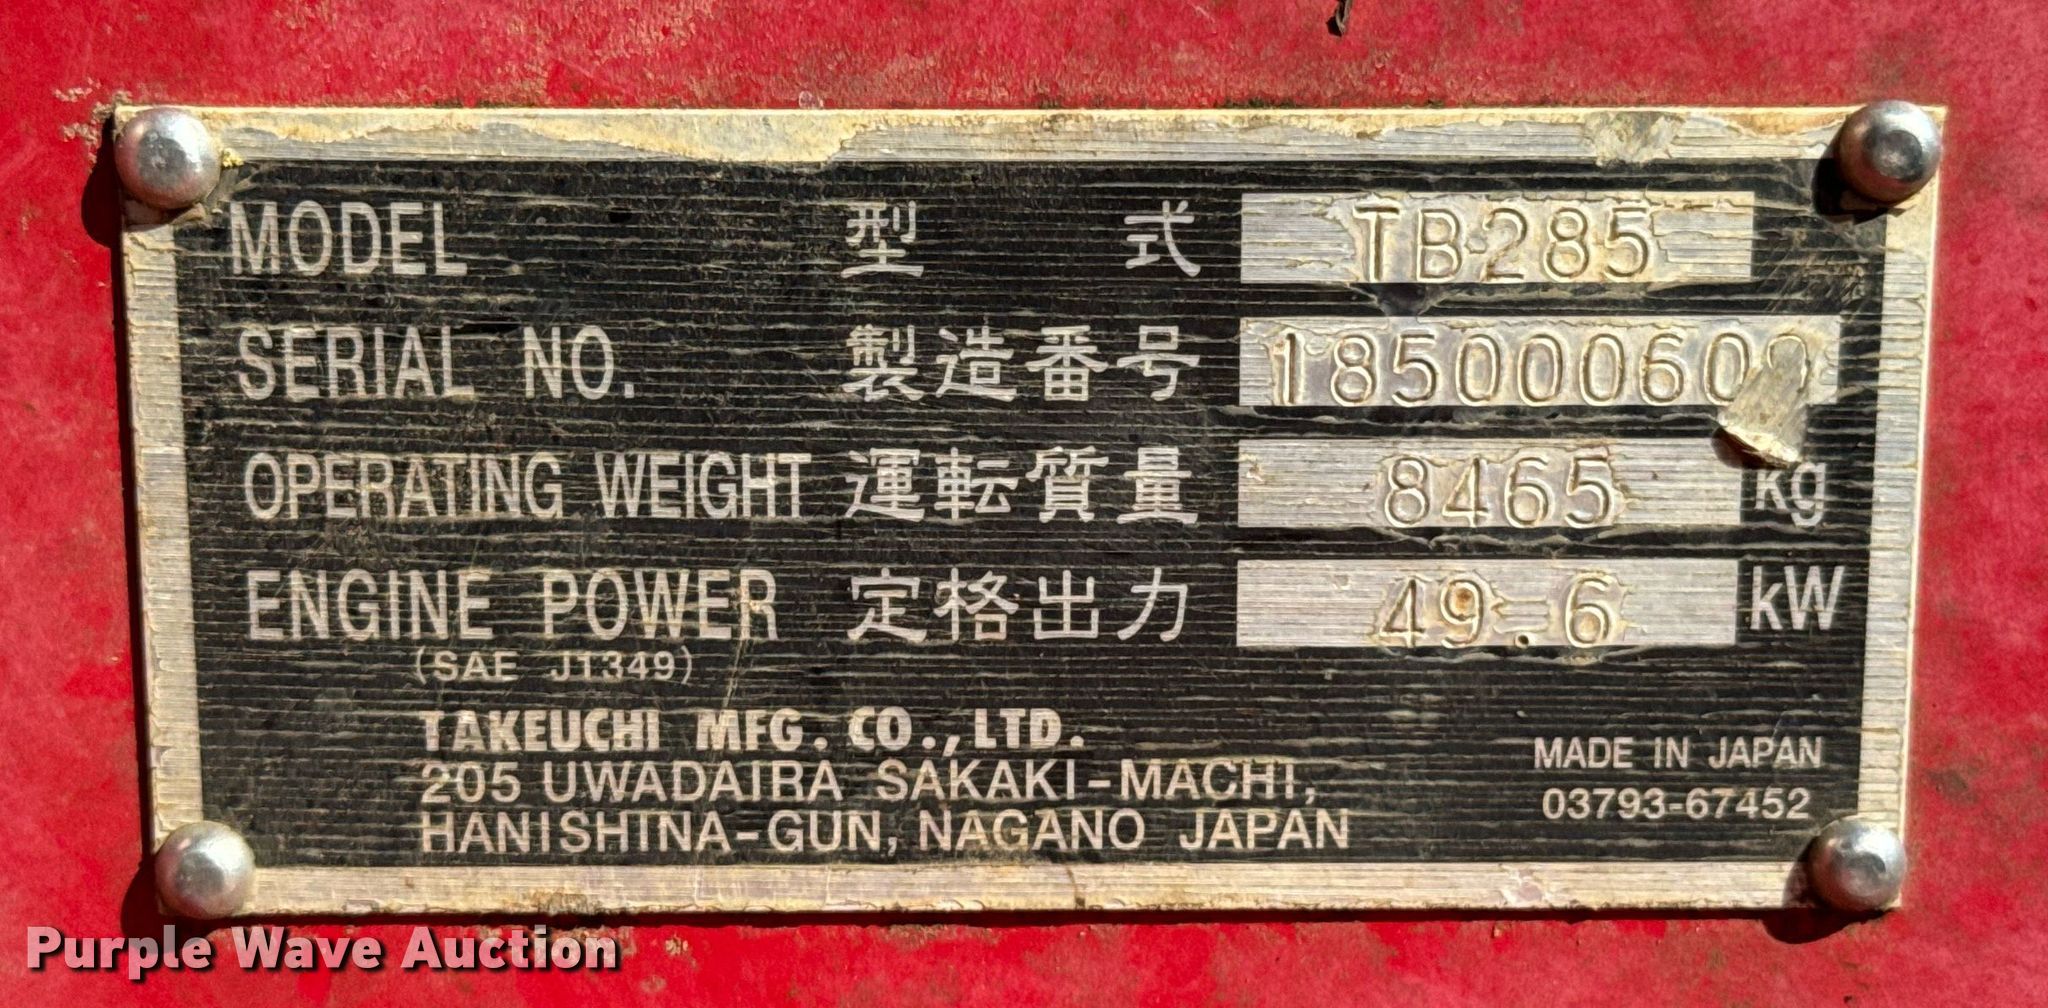 MODEL 型 式 TB285
SERIAL NO. 製造番号 185000600
OPERATING WEIGHT 運転質量 8465 kg
ENGINE POWER 定格出力 49.6 kW
(SAE J1349)
TAKEUCHI MFG. CO., LTD.
205 UWADAIRA SAKAKI-MACHI,
HANISHINA-GUN, NAGANO JAPAN
MADE IN JAPAN
03793-67452
Purple Wave Auction